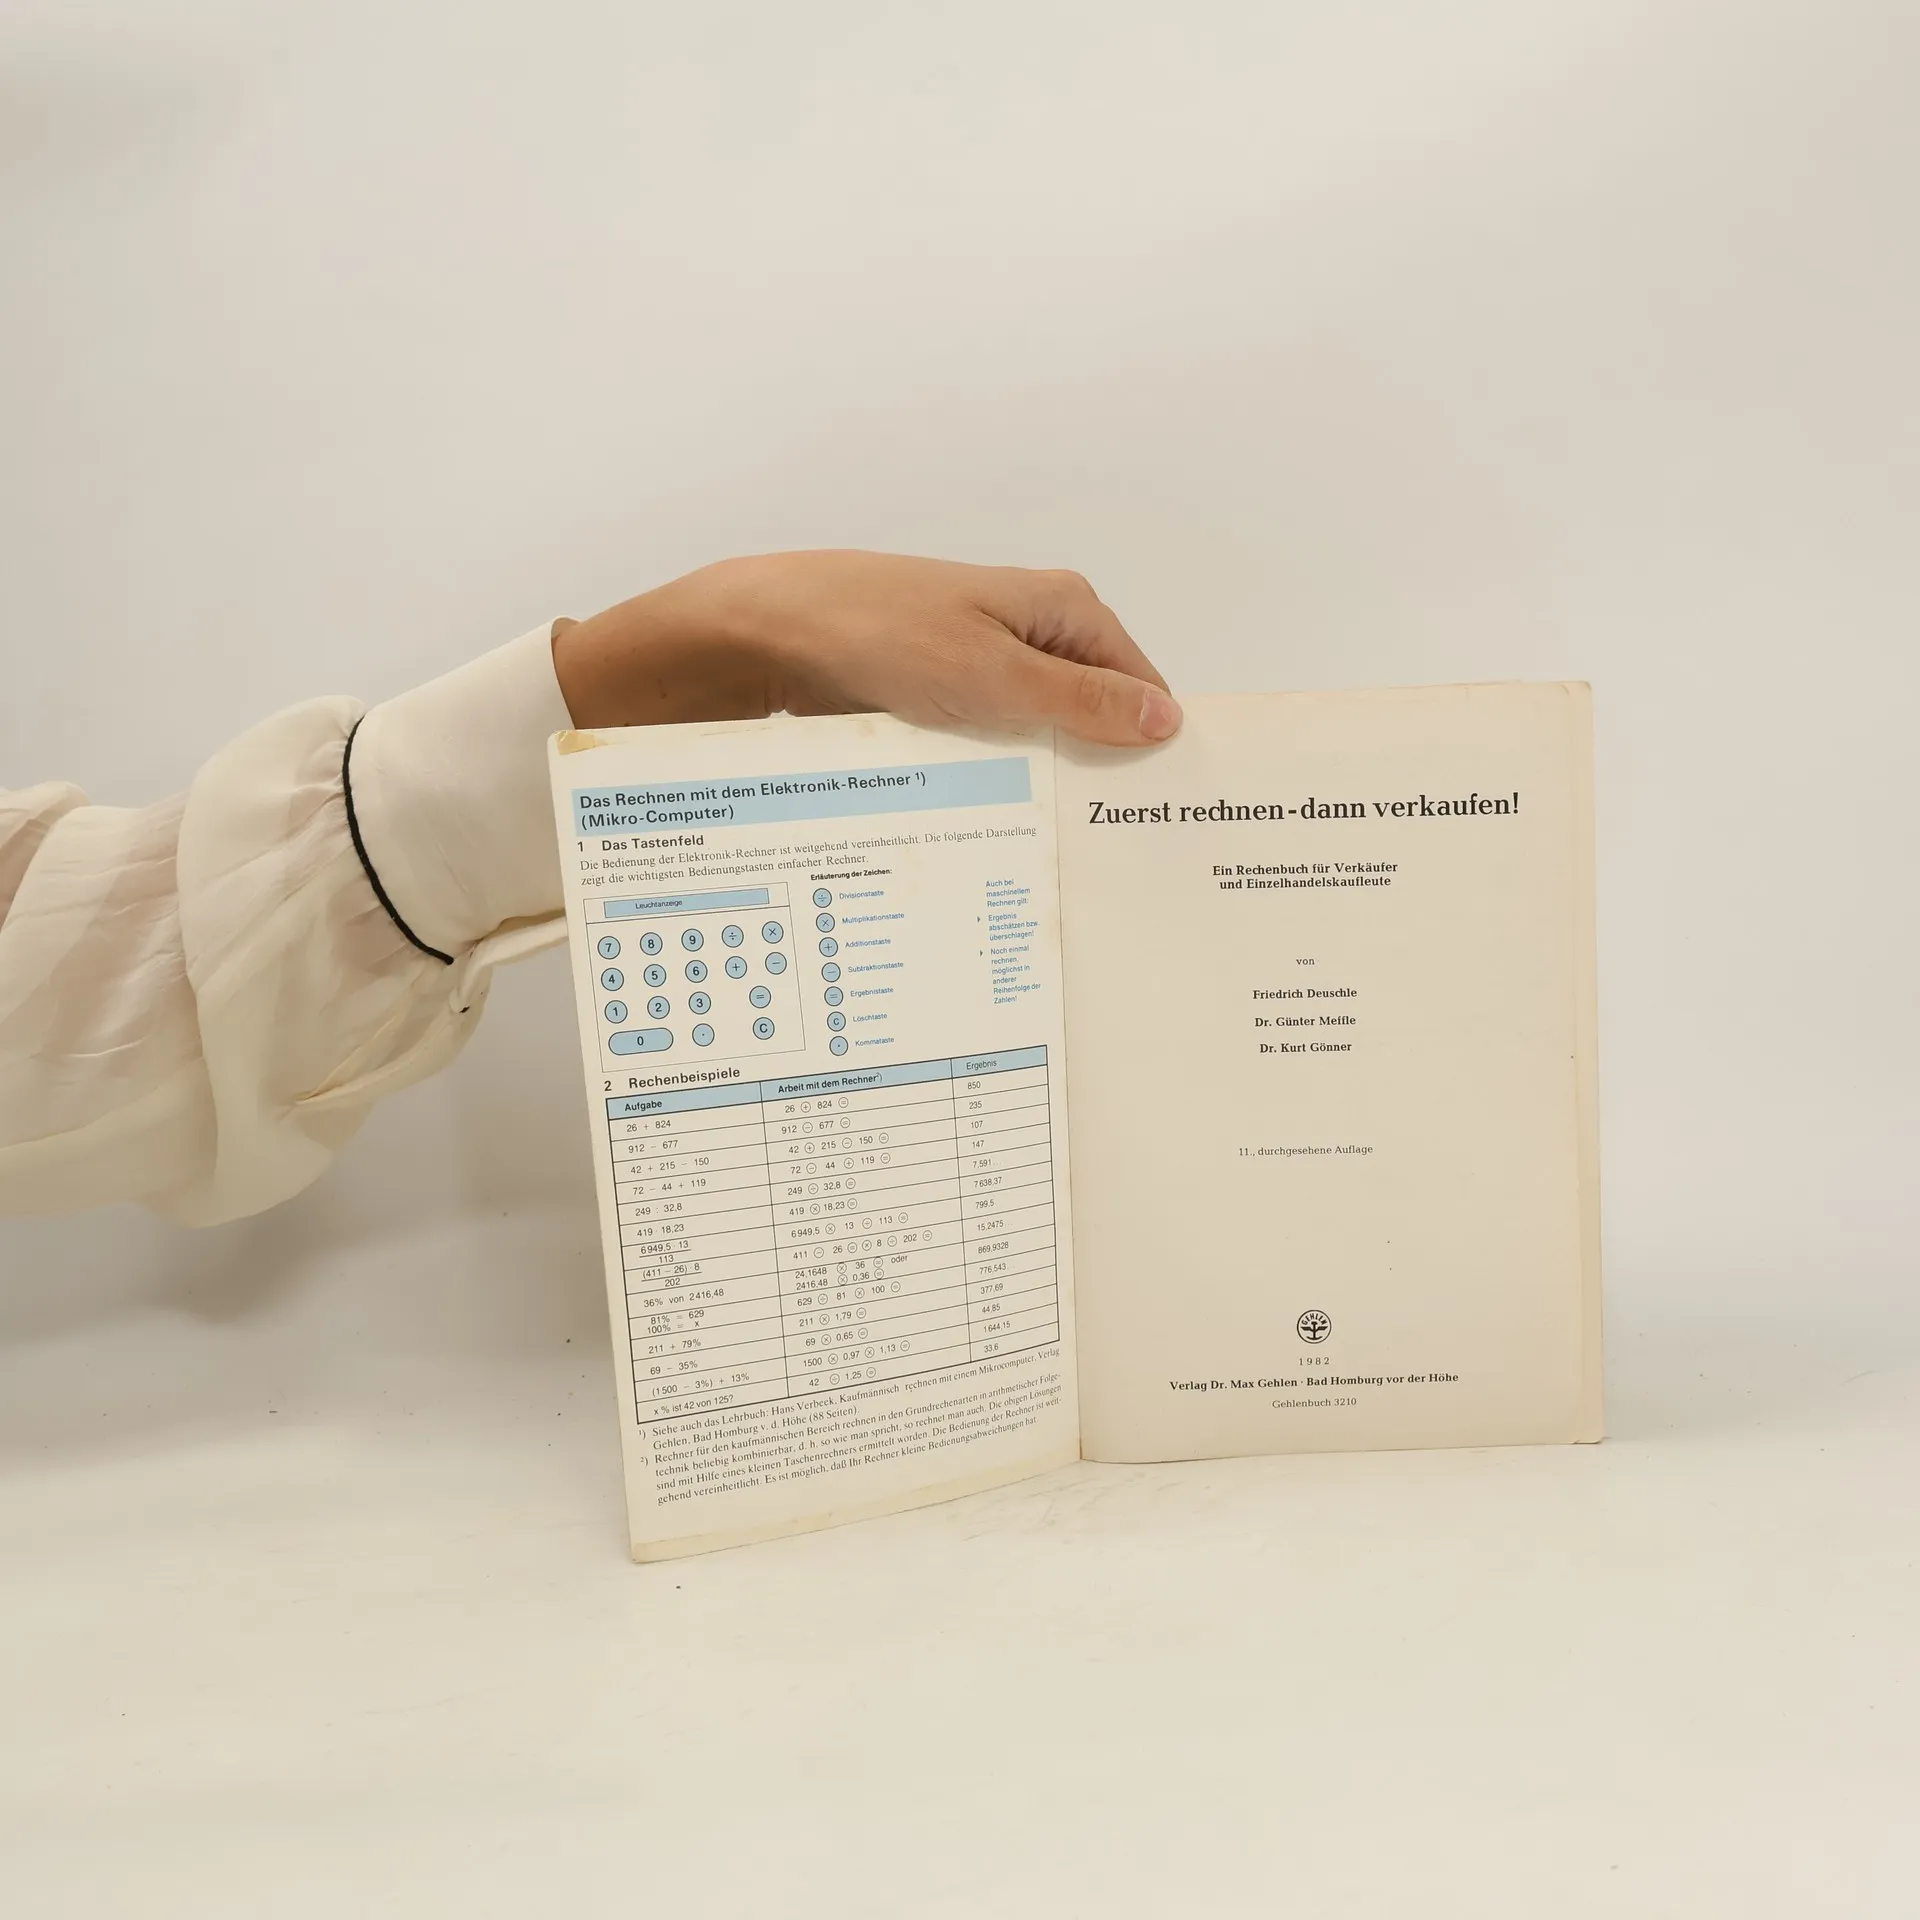 Das Rechnen mit dem Elektronik-Rechner ¹)
(Mikro-Computer)
1 Das Tastenfeld
Die Bedienung der Elektronik-Rechner ist weitgehend vereinheitlicht. Die folgende Darstellung
zeigt die wichtigsten Bedienungstasten einfacher Rechner.
Leuchtanzeige
7 8 9 ÷ ×
4 5 6 + −
1 2 3 =
0 · C
Erläuterung der Zeichen:
÷ Divisionstaste
× Multiplikationstaste
+ Additionstaste
− Subtraktionstaste
= Ergebnistaste
C Löschtaste
· Kommataste
Auch bei
maschinellem
Rechnen gilt:
Ergebnis
abschätzen bzw.
überschlagen!
Noch einmal
rechnen,
möglichst in
anderer
Reihenfolge der
Zahlen!
2 Rechenbeispiele
Aufgabe Arbeit mit dem Rechner²) Ergebnis
26 + 824 26 + 824 = 850
912 − 677 912 − 677 = 235
42 + 215 − 150 42 + 215 − 150 = 107
72 − 44 + 119 72 − 44 + 119 = 147
249 : 32,8 249 ÷ 32,8 = 7,591...
419 · 18,23 419 × 18,23 = 7638,37
6949,5 · 13
113
6949,5 × 13 ÷ 113 = 799,5
(411 − 26) · 8
202
411 − 26 = × 8 ÷ 202 = 15,2475...
36% von 2416,48
24,1648 × 36 = oder
2416,48 × 0,36 =
869,9328
81% = 629
100% = x
629 ÷ 81 × 100 = 776,543...
211 + 79% 211 × 1,79 = 377,69
69 − 35% 69 × 0,65 = 44,85
(1500 − 3%) + 13% 1500 × 0,97 × 1,13 = 1644,15
x % ist 42 von 125? 42 ÷ 1,25 = 33,6
¹) Siehe auch das Lehrbuch: Hans Verbeck, Kaufmännisch rechnen mit einem Mikrocomputer, Verlag
Gehlen, Bad Homburg v. d. Höhe (88 Seiten).
²) Rechner für den kaufmännischen Bereich rechnen in den Grundrechenarten in arithmetischer Folge-
technik beliebig kombinierbar, d. h. so wie man spricht, so rechnet man auch. Die obigen Lösungen
sind mit Hilfe eines kleinen Taschenrechners ermittelt worden. Die Bedienung der Rechner ist weit-
gehend vereinheitlicht. Es ist möglich, daß Ihr Rechner kleine Bedienungsabweichungen hat
Zuerst rechnen - dann verkaufen!
Ein Rechenbuch für Verkäufer
und Einzelhandelskaufleute
von
Friedrich Deuschle
Dr. Günter Meifle
Dr. Kurt Gönner
11., durchgesehene Auflage
GEHLEN
1982
Verlag Dr. Max Gehlen · Bad Homburg vor der Höhe
Gehlenbuch 3210